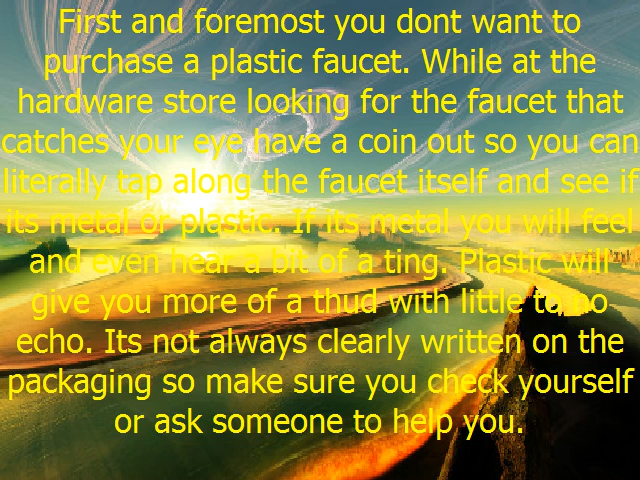 First and foremost you dont want to
purchase a plastic faucet. While at the
hardware store looking for the faucet that
catches your eye have a coin out so you can
literally tap along the faucet itself and see if
its metal or plastic. If its metal you will feel
and even hear a bit of a ting. Plastic will
give you more of a thud with little to no
echo. Its not always clearly written on the
packaging so make sure you check yourself
or ask someone to help you.